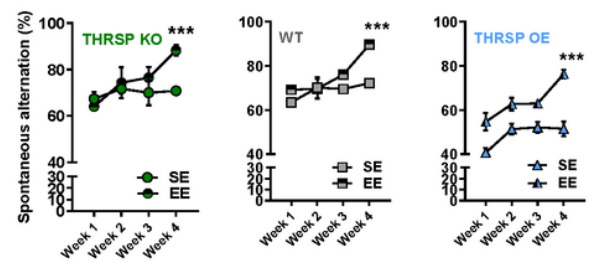 Spontaneous alternation (%)
THRSP KO
***
100
80
60
40
30
20
10
0
SE
EE
Week 1
Week 2
Week 3
Week 4
WT
***
100
80
60
40
30
20
10
0
SE
EE
Week 1
Week 2
Week 3
Week 4
THRSP OE
***
100
80
60
40
30
20
10
0
SE
EE
Week 1
Week 2
Week 3
Week 4